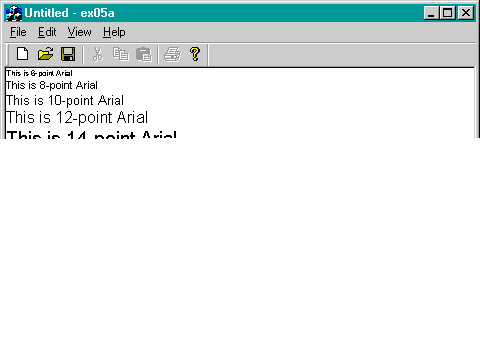 Untitled - ex05a
File Edit View Help
This is 6-point Arial
This is 8-point Arial
This is 10-point Arial
This is 12-point Arial
This is 14-point Arial